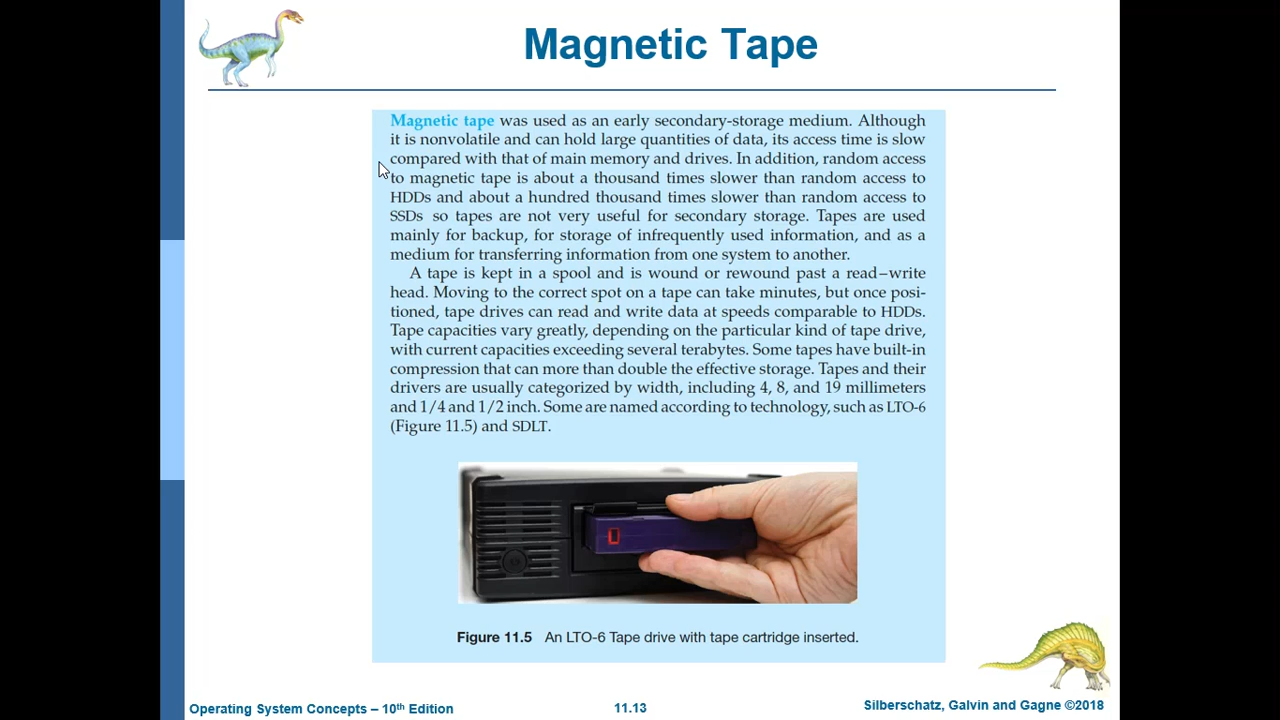 Magnetic Tape
Magnetic tape was used as an early secondary-storage medium. Although
it is nonvolatile and can hold large quantities of data, its access time is slow
compared with that of main memory and drives. In addition, random access
to magnetic tape is about a thousand times slower than random access to
HDDs and about a hundred thousand times slower than random access to
SSDs so tapes are not very useful for secondary storage. Tapes are used
mainly for backup, for storage of infrequently used information, and as a
medium for transferring information from one system to another.
A tape is kept in a spool and is wound or rewound past a read–write
head. Moving to the correct spot on a tape can take minutes, but once posi-
tioned, tape drives can read and write data at speeds comparable to HDDs.
Tape capacities vary greatly, depending on the particular kind of tape drive,
with current capacities exceeding several terabytes. Some tapes have built-in
compression that can more than double the effective storage. Tapes and their
drivers are usually categorized by width, including 4, 8, and 19 millimeters
and 1/4 and 1/2 inch. Some are named according to technology, such as LTO-6
(Figure 11.5) and SDLT.
Figure 11.5 An LTO-6 Tape drive with tape cartridge inserted.
Operating System Concepts – 10th Edition
11.13
Silberschatz, Galvin and Gagne ©2018